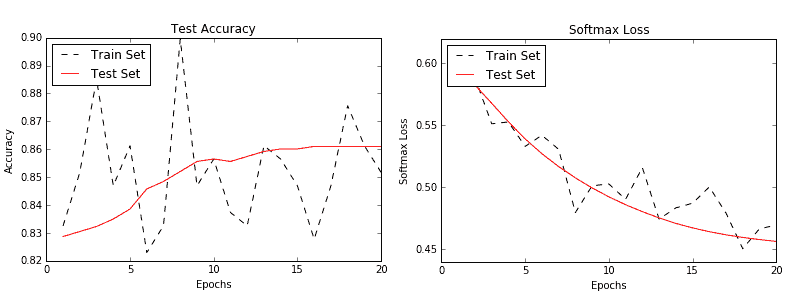 Test Accuracy
Train Set
Test Set
Accuracy
0.90
0.89
0.88
0.87
0.86
0.85
0.84
0.83
0.82
0
5
10
15
20
Epochs
Softmax Loss
Train Set
Test Set
Softmax Loss
0.60
0.55
0.50
0.45
0
5
10
15
20
Epochs